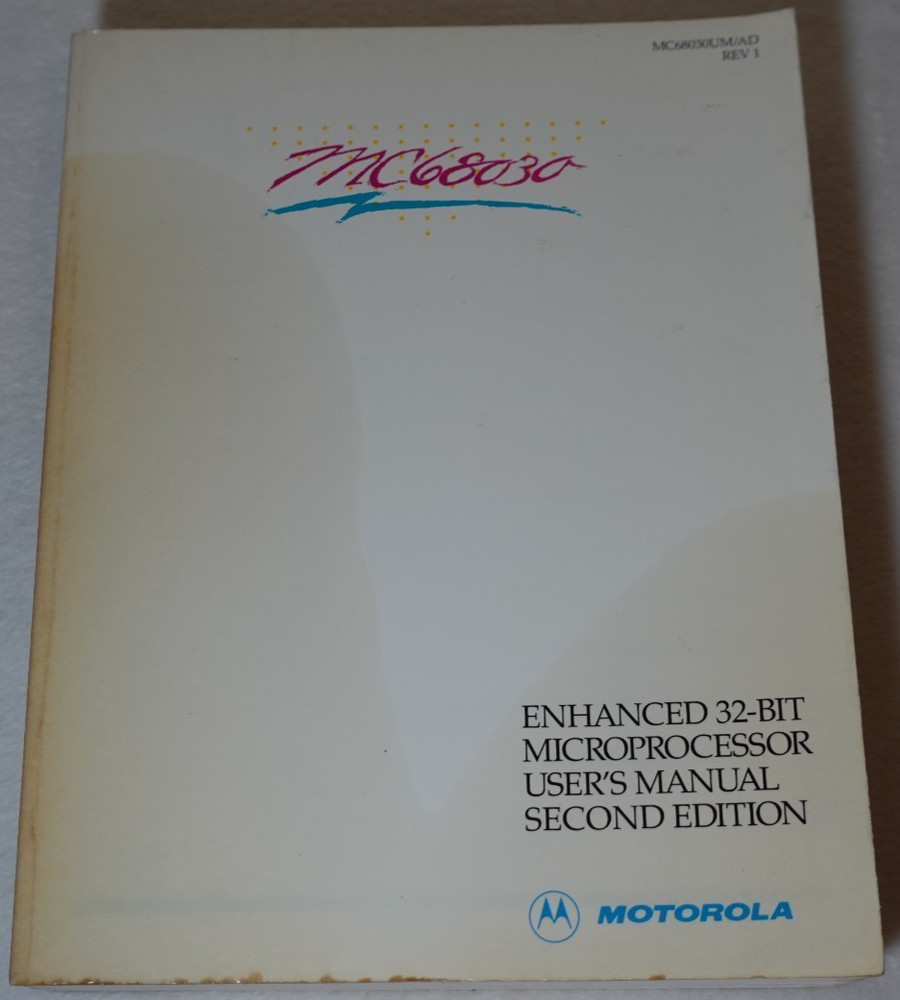 MC68030UM/AD
REV 1
MC68030
ENHANCED 32-BIT
MICROPROCESSOR
USER'S MANUAL
SECOND EDITION
MOTOROLA